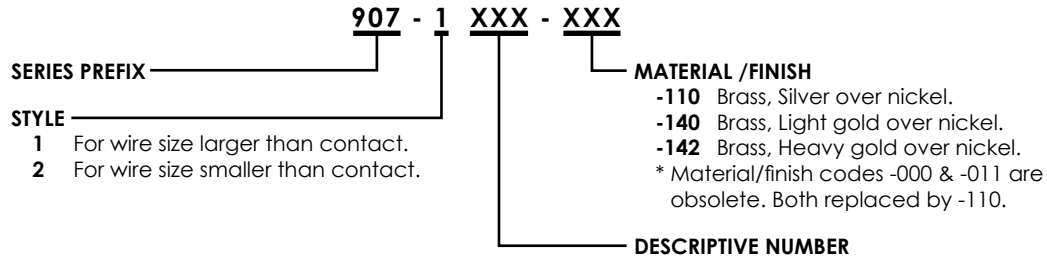 907 - 1 XXX - XXX
SERIES PREFIX
STYLE
1 For wire size larger than contact.
2 For wire size smaller than contact.
MATERIAL /FINISH
-110 Brass, Silver over nickel.
-140 Brass, Light gold over nickel.
-142 Brass, Heavy gold over nickel.
* Material/finish codes -000 & -011 are
obsolete. Both replaced by -110.
DESCRIPTIVE NUMBER